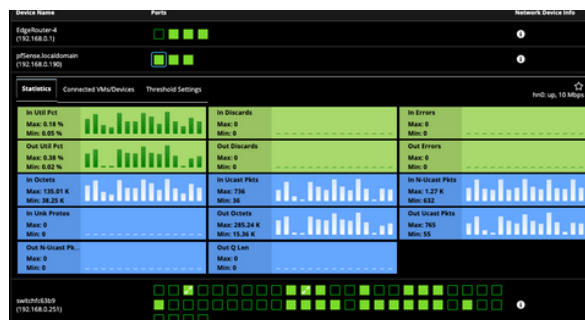 Device Name Ports Network Device Info
EdgeRouter-4
(192.168.0.1)
pfSense.localdomain
(192.168.0.190)
Statistics Connected VMs/Devices Threshold Settings
hn0: up, 10 Mbps
In Util Pct
Max: 0.18 %
Min: 0.05 %
In Discards
Max: 0
Min: 0
In Errors
Max: 0
Min: 0
Out Util Pct
Max: 0.38 %
Min: 0.02 %
Out Discards
Max: 0
Min: 0
Out Errors
Max: 0
Min: 0
In Octets
Max: 135.01 K
Min: 38.25 K
In Ucast Pkts
Max: 736
Min: 36
In N-Ucast Pkts
Max: 1.27 K
Min: 632
In Unk Protos
Max: 0
Min: 0
Out Octets
Max: 285.24 K
Min: 15.36 K
Out Ucast Pkts
Max: 765
Min: 55
Out N-Ucast Pk...
Max: 0
Min: 0
Out Q Len
Max: 0
Min: 0
switchfc63b9
(192.168.0.251)